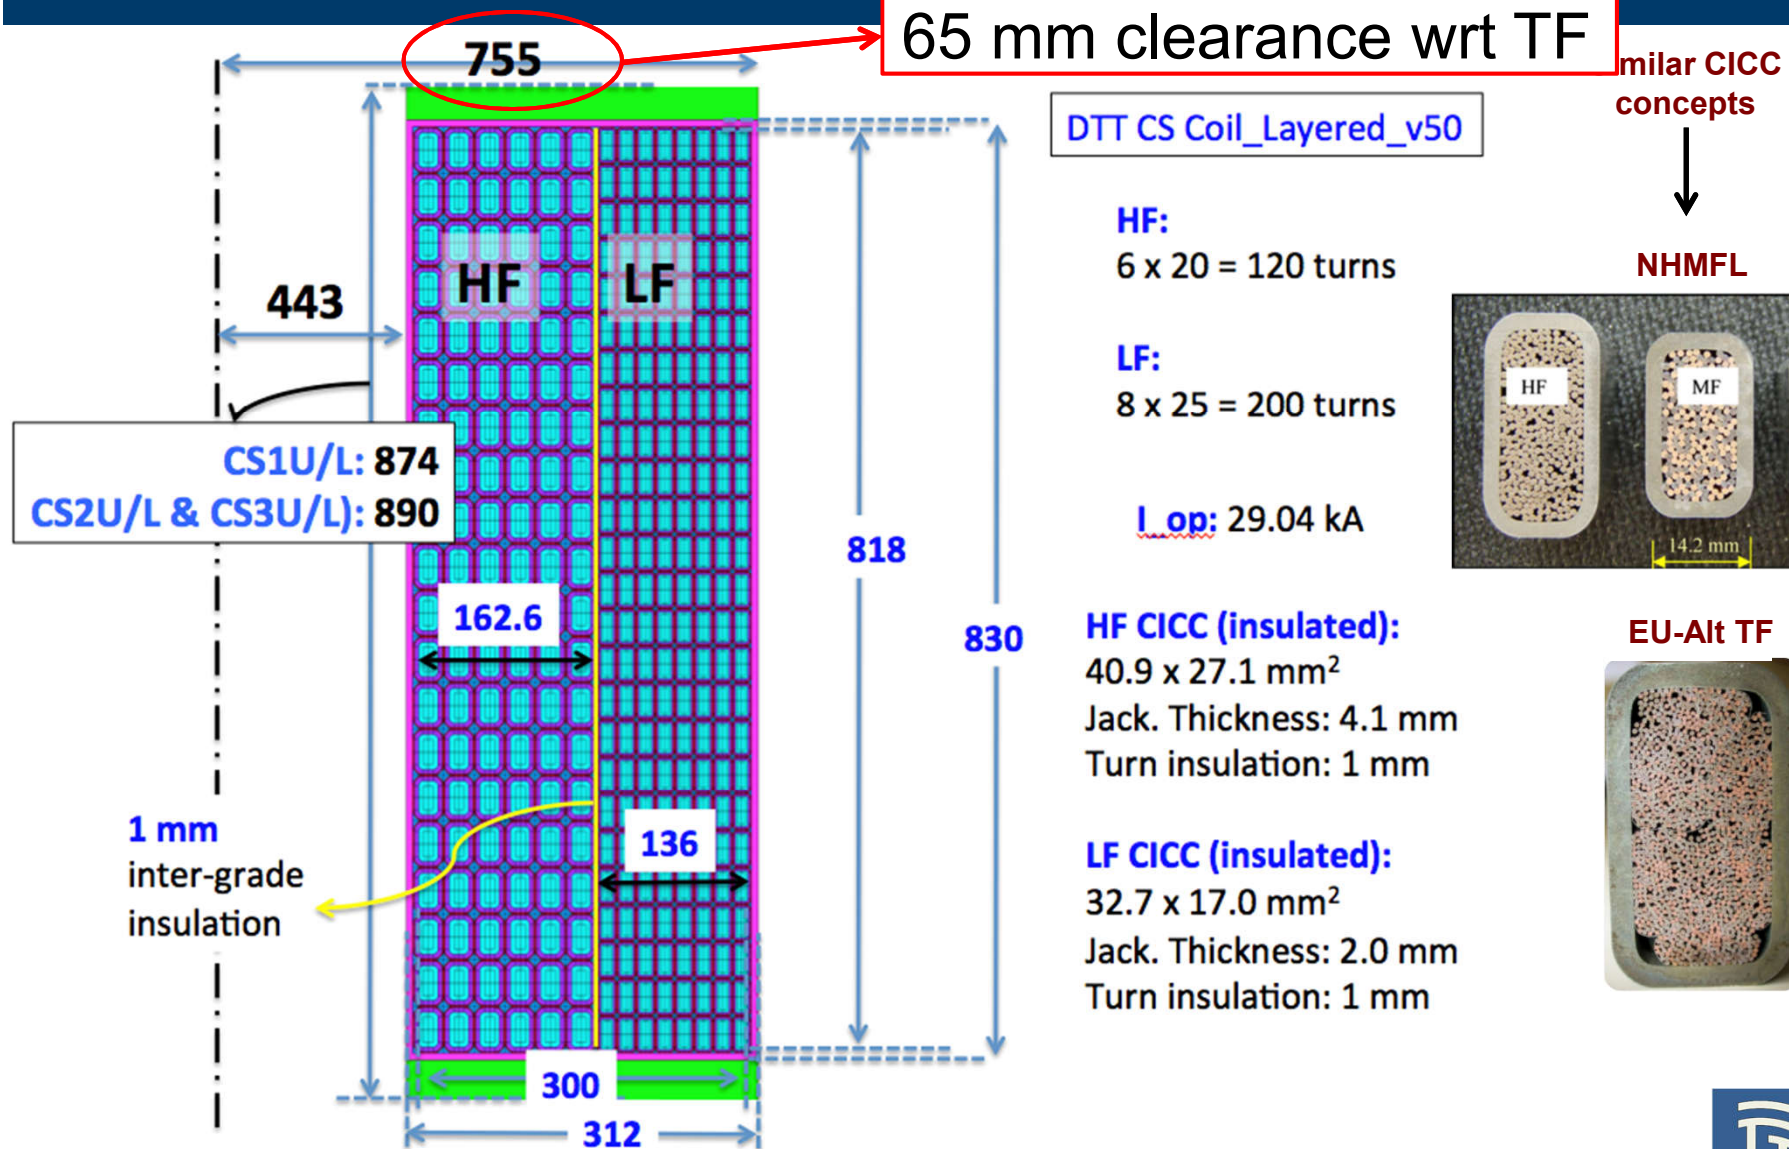 65 mm clearance wrt TF
755
milar CICC
concepts
DTT CS Coil_Layered_v50
HF:
6 x 20 = 120 turns
NHMFL
HF
LF
443
LF:
8 x 25 = 200 turns
HF
MF
CS1U/L: 874
CS2U/L & CS3U/L): 890
I_op: 29.04 kA
14.2 mm
818
162.6
830
HF CICC (insulated):
40.9 x 27.1 mm²
Jack. Thickness: 4.1 mm
Turn insulation: 1 mm
EU-Alt TF
1 mm
inter-grade
insulation
136
LF CICC (insulated):
32.7 x 17.0 mm²
Jack. Thickness: 2.0 mm
Turn insulation: 1 mm
300
312